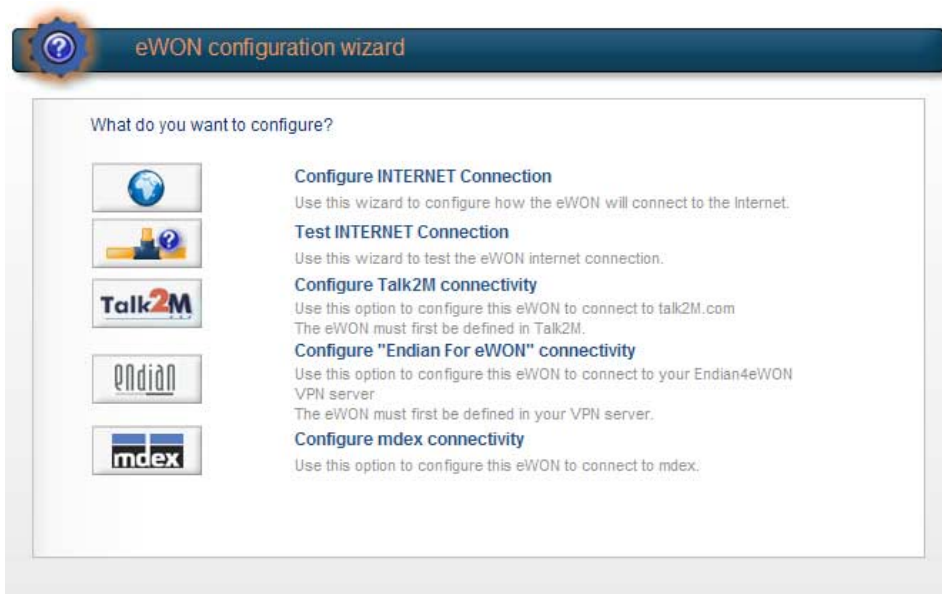 eWON configuration wizard
What do you want to configure?
Configure INTERNET Connection
Use this wizard to configure how the eWON will connect to the Internet.
Test INTERNET Connection
Use this wizard to test the eWON internet connection.
Talk2M
Configure Talk2M connectivity
Use this option to configure this eWON to connect to talk2M.com
The eWON must first be defined in Talk2M.
endian
Configure "Endian For eWON" connectivity
Use this option to configure this eWON to connect to your Endian4eWON
VPN server
The eWON must first be defined in your VPN server.
mdex
Configure mdex connectivity
Use this option to configure this eWON to connect to mdex.